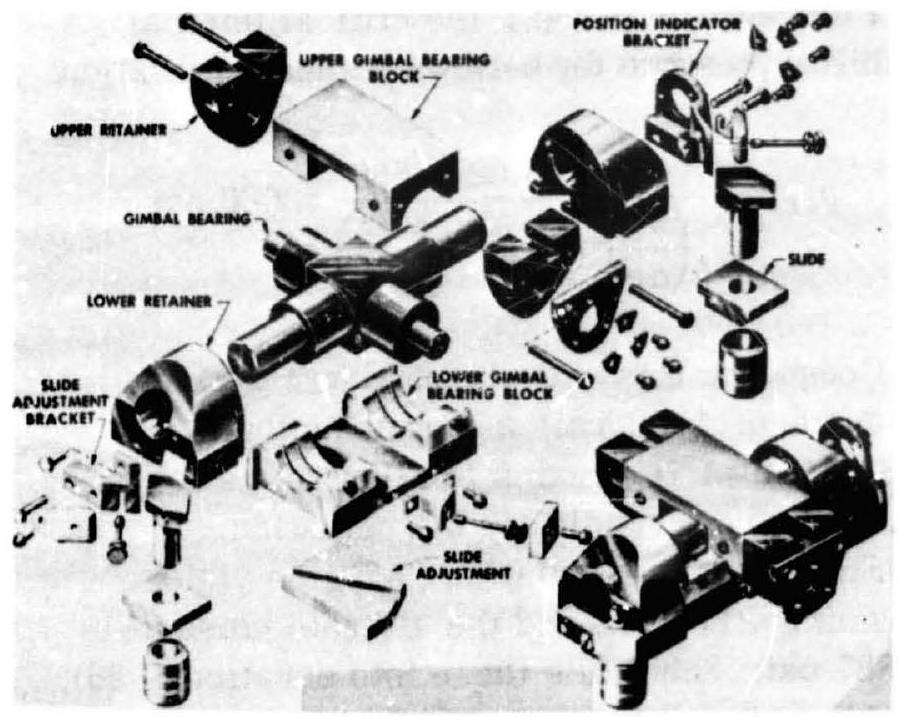 POSITION INDICATOR
BRACKET
UPPER GIMBAL BEARING
BLOCK
UPPER RETAINER
GIMBAL BEARING
SLIDE
LOWER RETAINER
SLIDE
ADJUSTMENT
BRACKET
LOWER GIMBAL
BEARING BLOCK
SLIDE
ADJUSTMENT